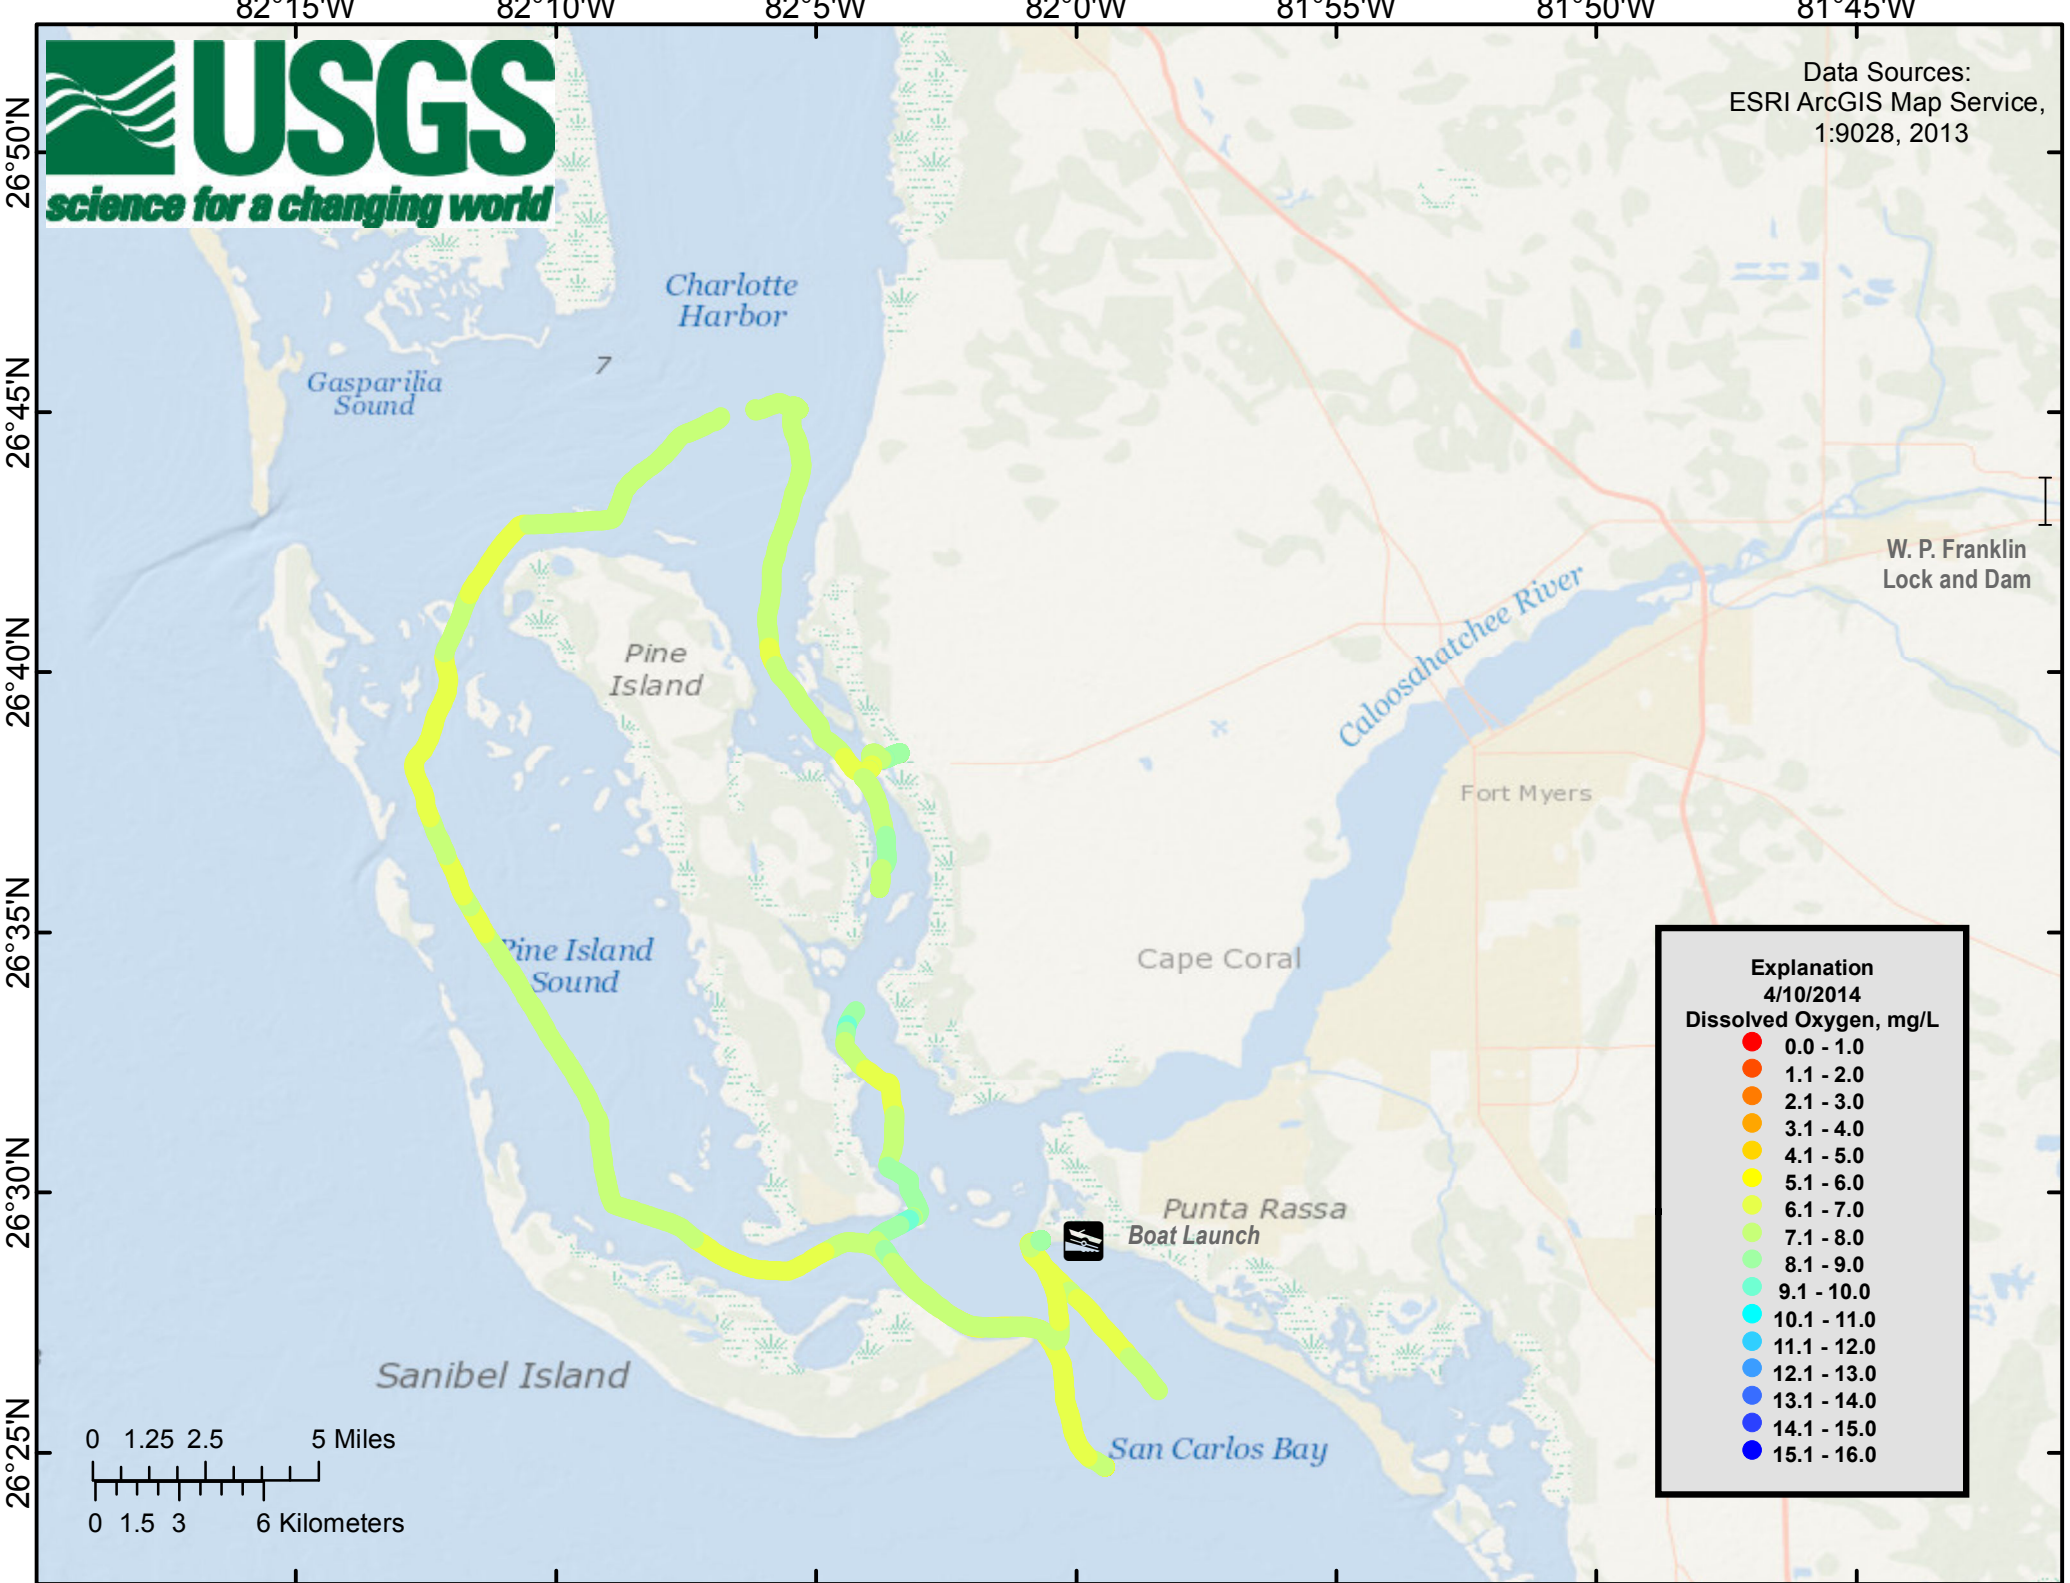 82°15'W
82°10'W
82°5'W
82°0'W
81°55'W
81°50'W
81°45'W
USGS
science for a changing world
Data Sources:
ESRI ArcGIS Map Service,
1:9028, 2013
26°50'N
26°45'N
26°40'N
26°35'N
26°30'N
26°25'N
Charlotte
Harbor
7
Gasparilia
Sound
W. P. Franklin
Lock and Dam
Caloosahatchee River
Pine
Island
Fort Myers
Pine Island
Sound
Cape Coral
Punta Rassa
Boat Launch
Sanibel Island
San Carlos Bay
Explanation
4/10/2014
Dissolved Oxygen, mg/L
0.0 - 1.0
1.1 - 2.0
2.1 - 3.0
3.1 - 4.0
4.1 - 5.0
5.1 - 6.0
6.1 - 7.0
7.1 - 8.0
8.1 - 9.0
9.1 - 10.0
10.1 - 11.0
11.1 - 12.0
12.1 - 13.0
13.1 - 14.0
14.1 - 15.0
15.1 - 16.0
0 1.25 2.5 5 Miles
0 1.5 3 6 Kilometers